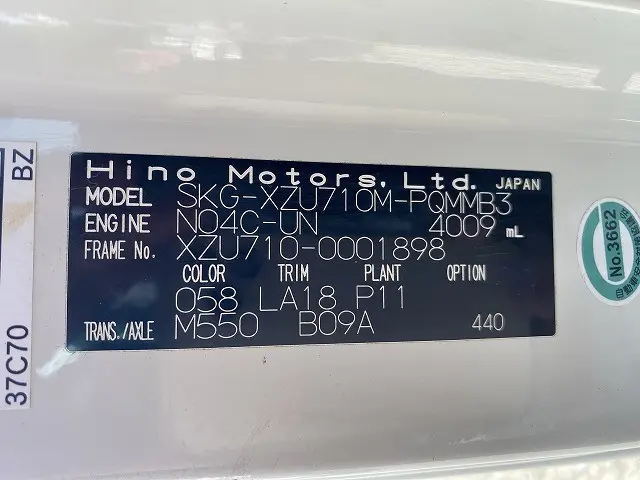 Hino Motors, Ltd. JAPAN
MODEL SKG-XZU710M-PQMMB3
ENGINE N04C-UN 4009 mL
FRAME No. XZU710-0001898
COLOR TRIM PLANT OPTION
058 LA18 P11
TRANS./AXLE M550 B09A 440
37C70 BZ
No.3662